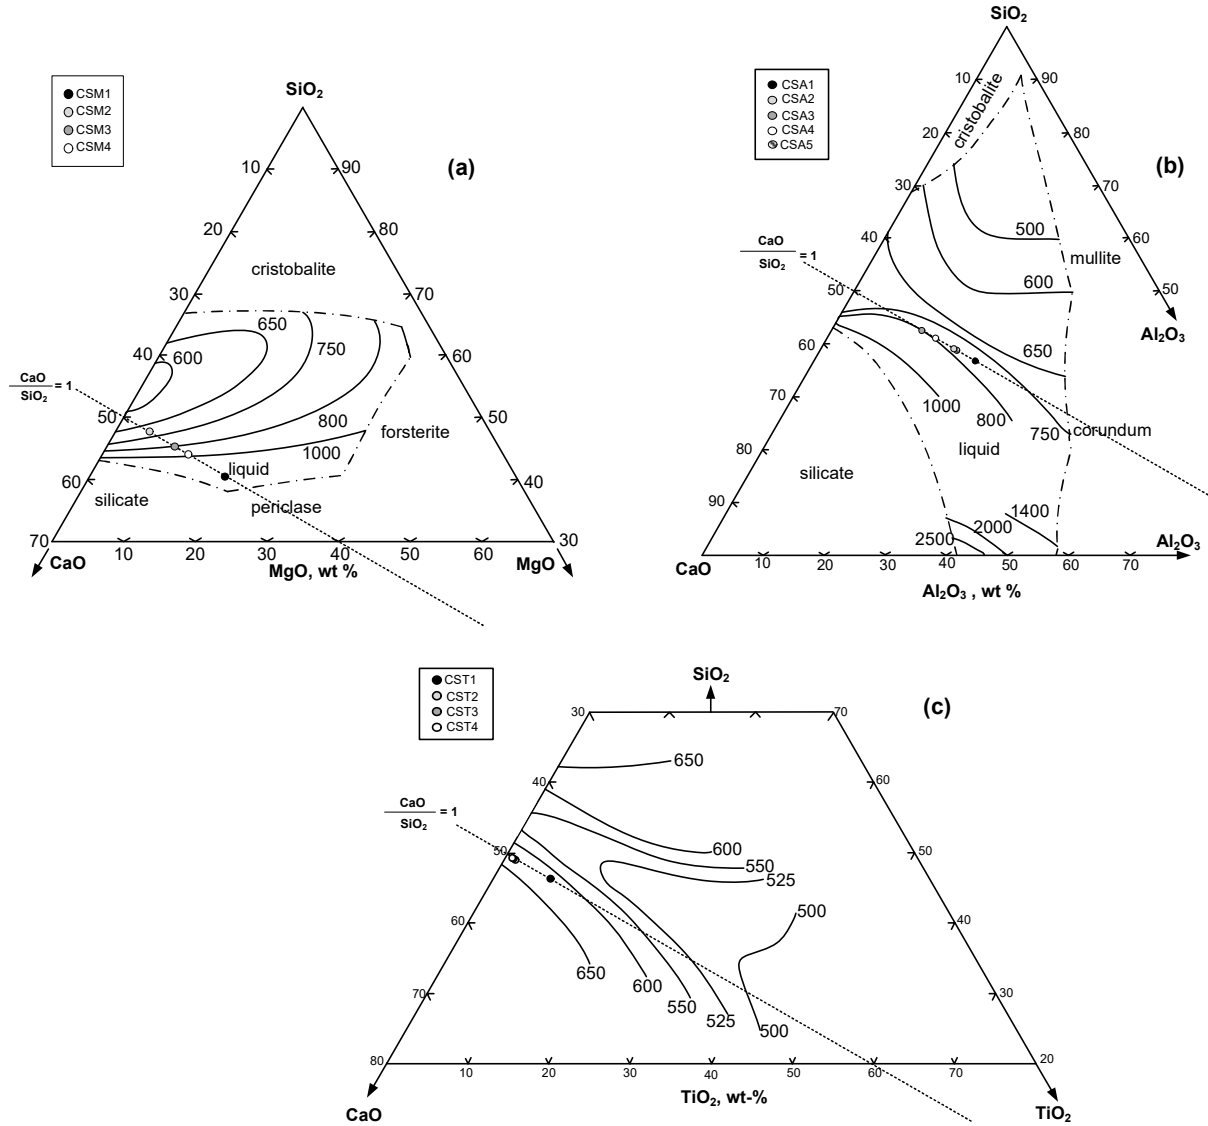 CSM1
CSM2
CSM3
CSM4
SiO2
(a)
10
90
20
80
cristobalite
30
70
650
600
750
40
60
CaO
SiO2
= 1
50
50
800
forsterite
1000
liquid
60
40
silicate
periclase
70
10
20
30
40
50
60
30
CaO
MgO, wt %
MgO
SiO2
CSA1
CSA2
CSA3
CSA4
CSA5
(b)
10
90
cristobalite
20
80
30
70
500
40
60
CaO
SiO2
= 1
mullite
600
50
50
Al2O3
60
650
70
1000
800
750
corundum
liquid
80
silicate
90
1400
2000
2500
Al2O3
CaO
10
20
30
40
50
60
70
Al2O3 , wt %
CST1
CST2
CST3
CST4
SiO2
(c)
30
70
650
40
60
CaO
SiO2
= 1
600
50
50
550
525
500
60
40
650
600
550
525
500
70
30
80
10
20
30
40
50
60
70
20
TiO2, wt-%
CaO
TiO2